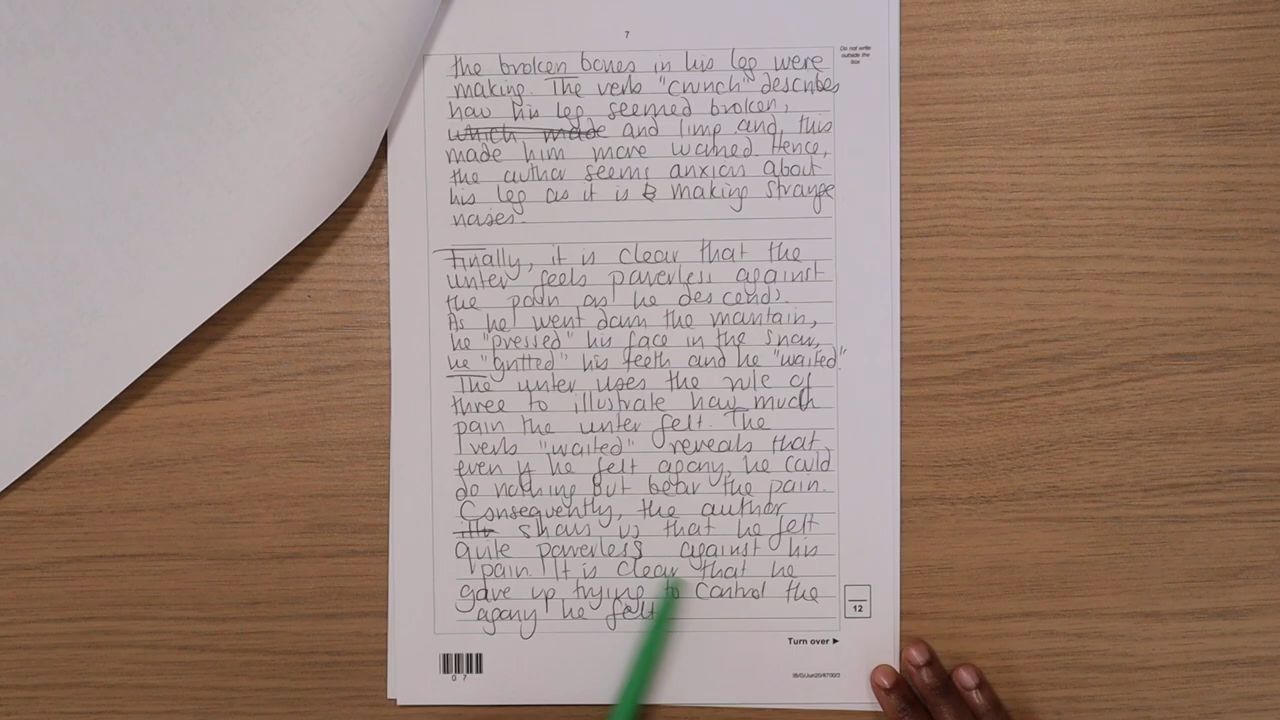 7
Do not write
outside the
box
the broken bones in his leg were
making. The verb "crunch" describes
how his leg seemed broken,
which made and limp and, this
made him more worried. Hence,
the author seems anxious about
his leg as it is making strange
noises.
Finally, it is clear that the
writer feels powerless against
the pain as he descends.
As he went down the mountain,
he "pressed" his face in the snow,
he "gritted" his teeth and he "waited".
The writer uses the rule of
three to illustrate how much
pain the writer felt. The
verb "waited" reveals that
even if he felt agony, he could
do nothing but bear the pain.
Consequently, the author
shows us that he felt
quite powerless against his
pain. It is clear that he
gave up trying to control the
agony he felt
12
Turn over ►
07
IB/G/Jun20/8700/2